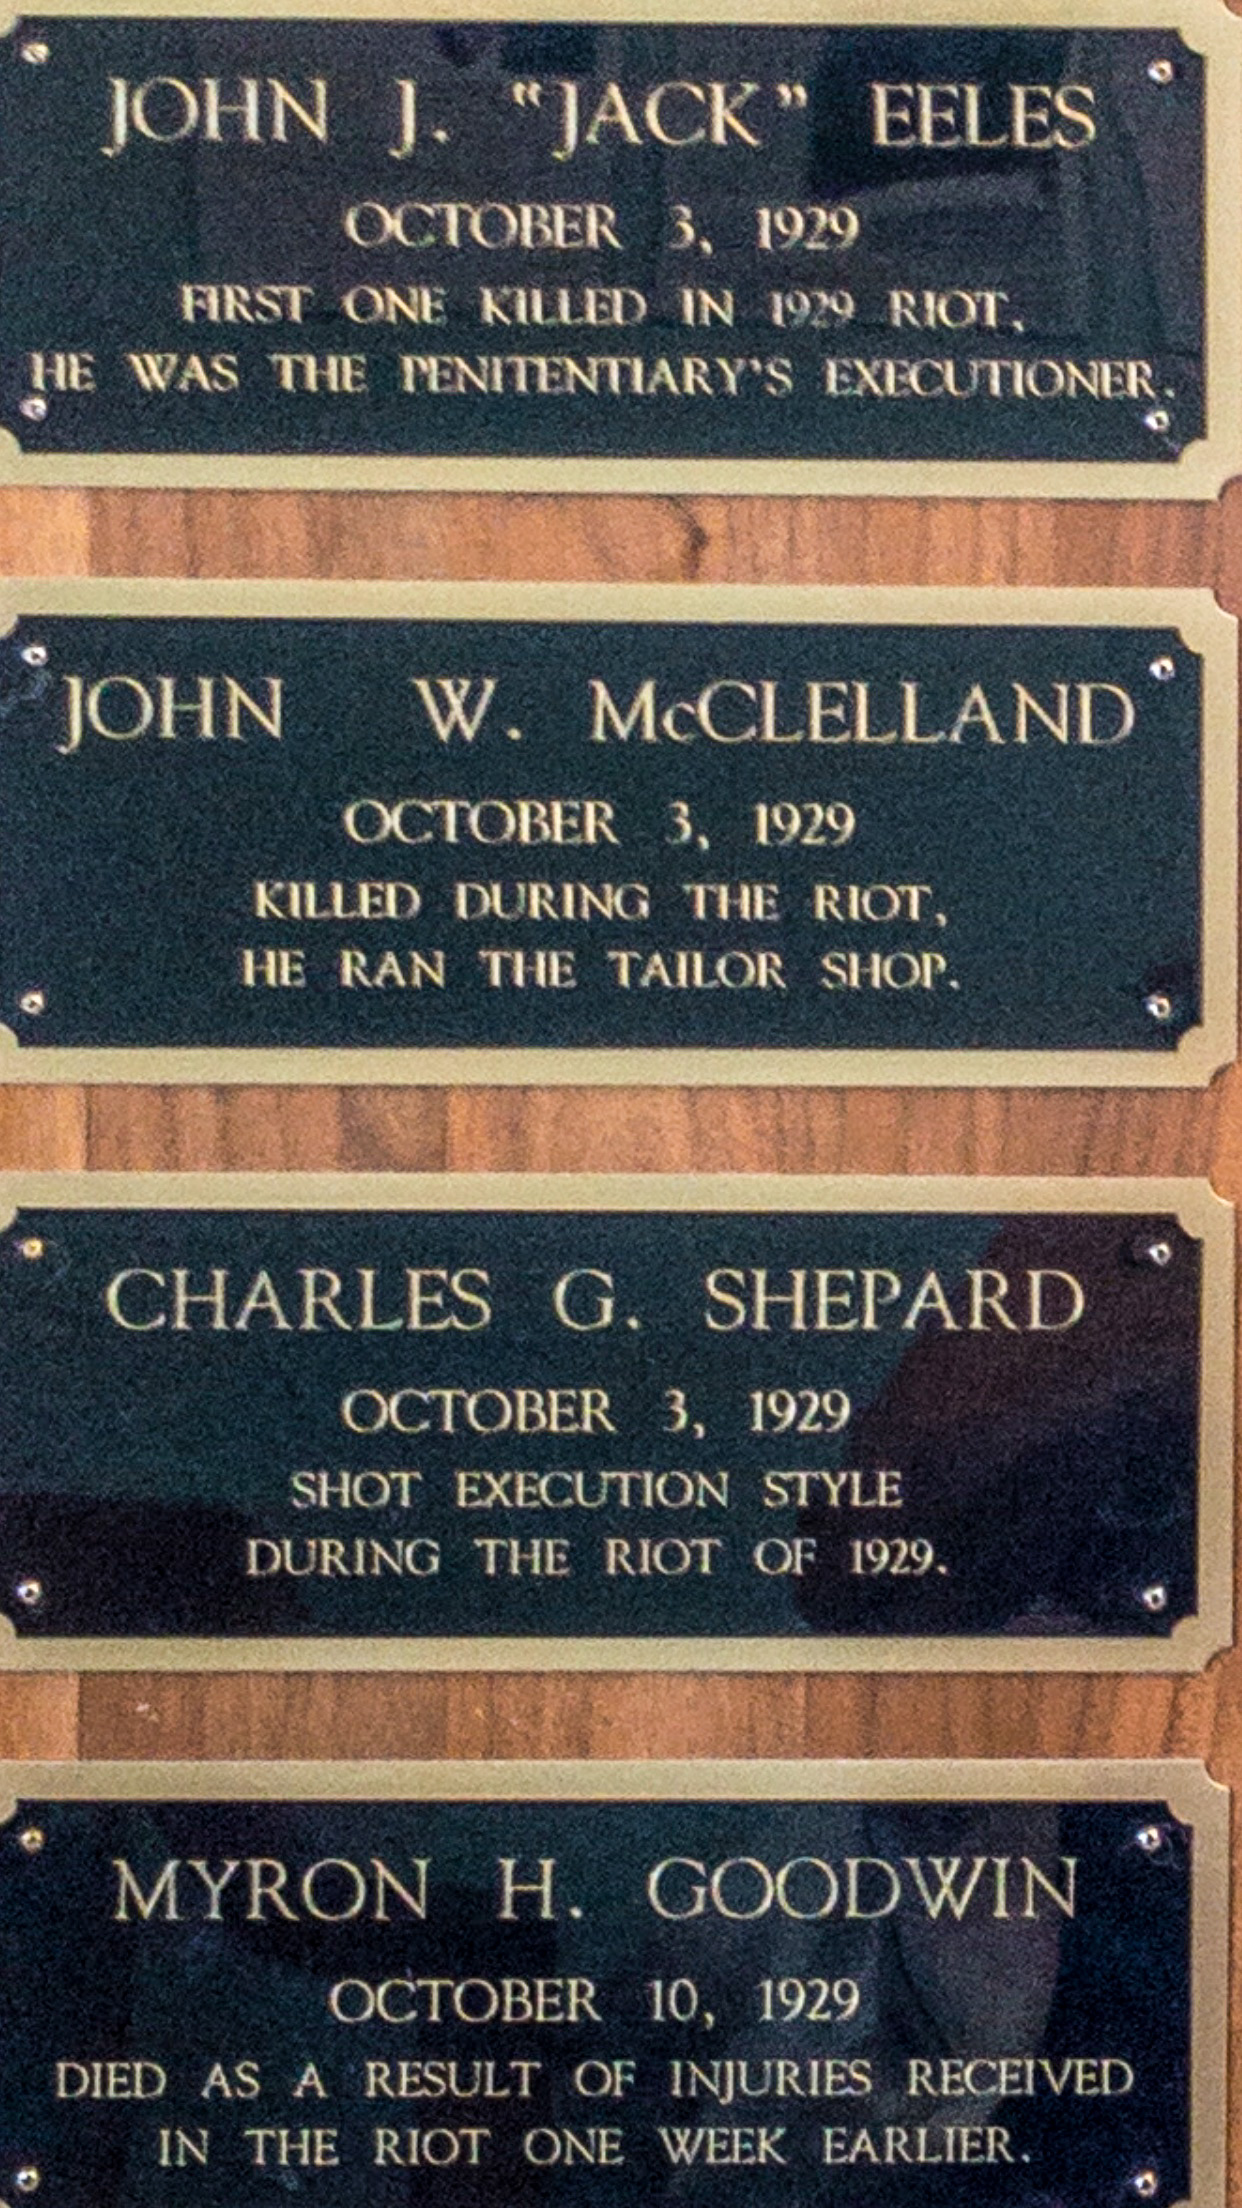 JOHN J. "JACK" EELES
OCTOBER 3, 1929
FIRST ONE KILLED IN 1929 RIOT,
HE WAS THE PENITENTIARY'S EXECUTIONER.
JOHN W. McCLELLAND
OCTOBER 3, 1929
KILLED DURING THE RIOT,
HE RAN THE TAILOR SHOP.
CHARLES G. SHEPARD
OCTOBER 3, 1929
SHOT EXECUTION STYLE
DURING THE RIOT OF 1929.
MYRON H. GOODWIN
OCTOBER 10, 1929
DIED AS A RESULT OF INJURIES RECEIVED
IN THE RIOT ONE WEEK EARLIER.